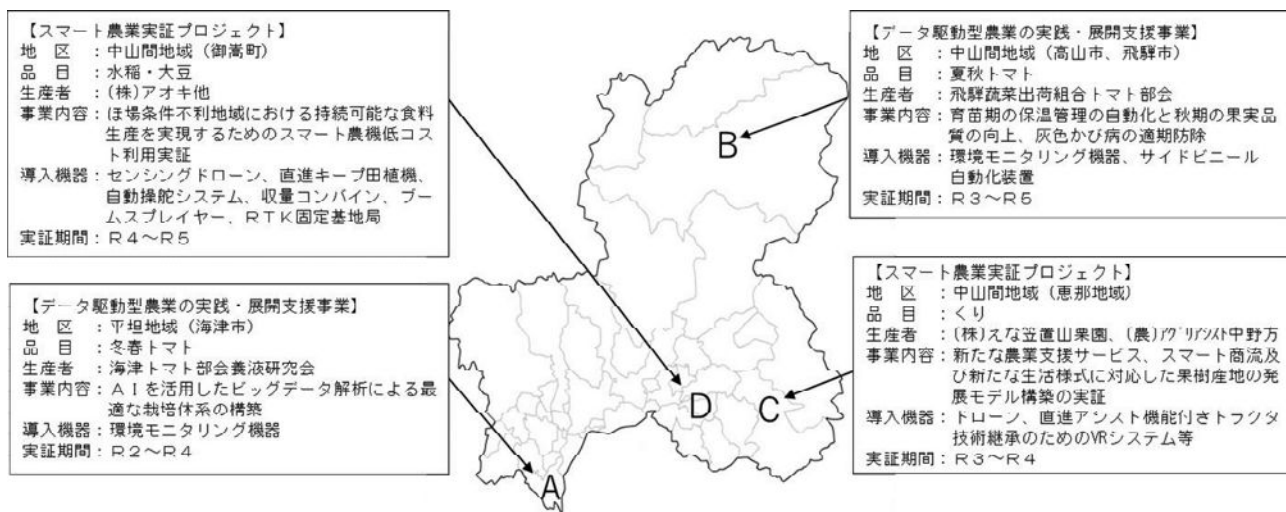 【スマート農業実証プロジェクト】
地　区：中山間地域（御嵩町）
品　目：水稲・大豆
生産者：(株)アオキ他
事業内容：ほ場条件不利地域における持続可能な食料
生産を実現するためのスマート農機低コス
ト利用実証
導入機器：センシングドローン、直進キープ田植機、
自動操舵システム、収量コンバイン、ブー
ムスプレイヤー、ＲＴＫ固定基地局
実証期間：Ｒ４～Ｒ５
【データ駆動型農業の実践・展開支援事業】
地　区：平坦地域（海津市）
品　目：冬春トマト
生産者：海津トマト部会養液研究会
事業内容：ＡＩを活用したビッグデータ解析による最
適な栽培体系の構築
導入機器：環境モニタリング機器
実証期間：Ｒ２～Ｒ４
【データ駆動型農業の実践・展開支援事業】
地　区：中山間地域（高山市、飛騨市）
品　目：夏秋トマト
生産者：飛騨蔬菜出荷組合トマト部会
事業内容：育苗期の保温管理の自動化と秋期の果実品
質の向上、灰色かび病の適期防除
導入機器：環境モニタリング機器、サイドビニール
自動化装置
実証期間：Ｒ３～Ｒ５
【スマート農業実証プロジェクト】
地　区：中山間地域（恵那地域）
品　目：くり
生産者：(株)えな笠置山栗園、(農)ｱｸﾞﾘｱｼｽﾄ中野方
事業内容：新たな農業支援サービス、スマート商流及
び新たな生活様式に対応した果樹産地の発
展モデル構築の実証
導入機器：ドローン、直進アシスト機能付きトラクタ
技術継承のためのVRシステム等
実証期間：Ｒ３～Ｒ４
B
D
C
A